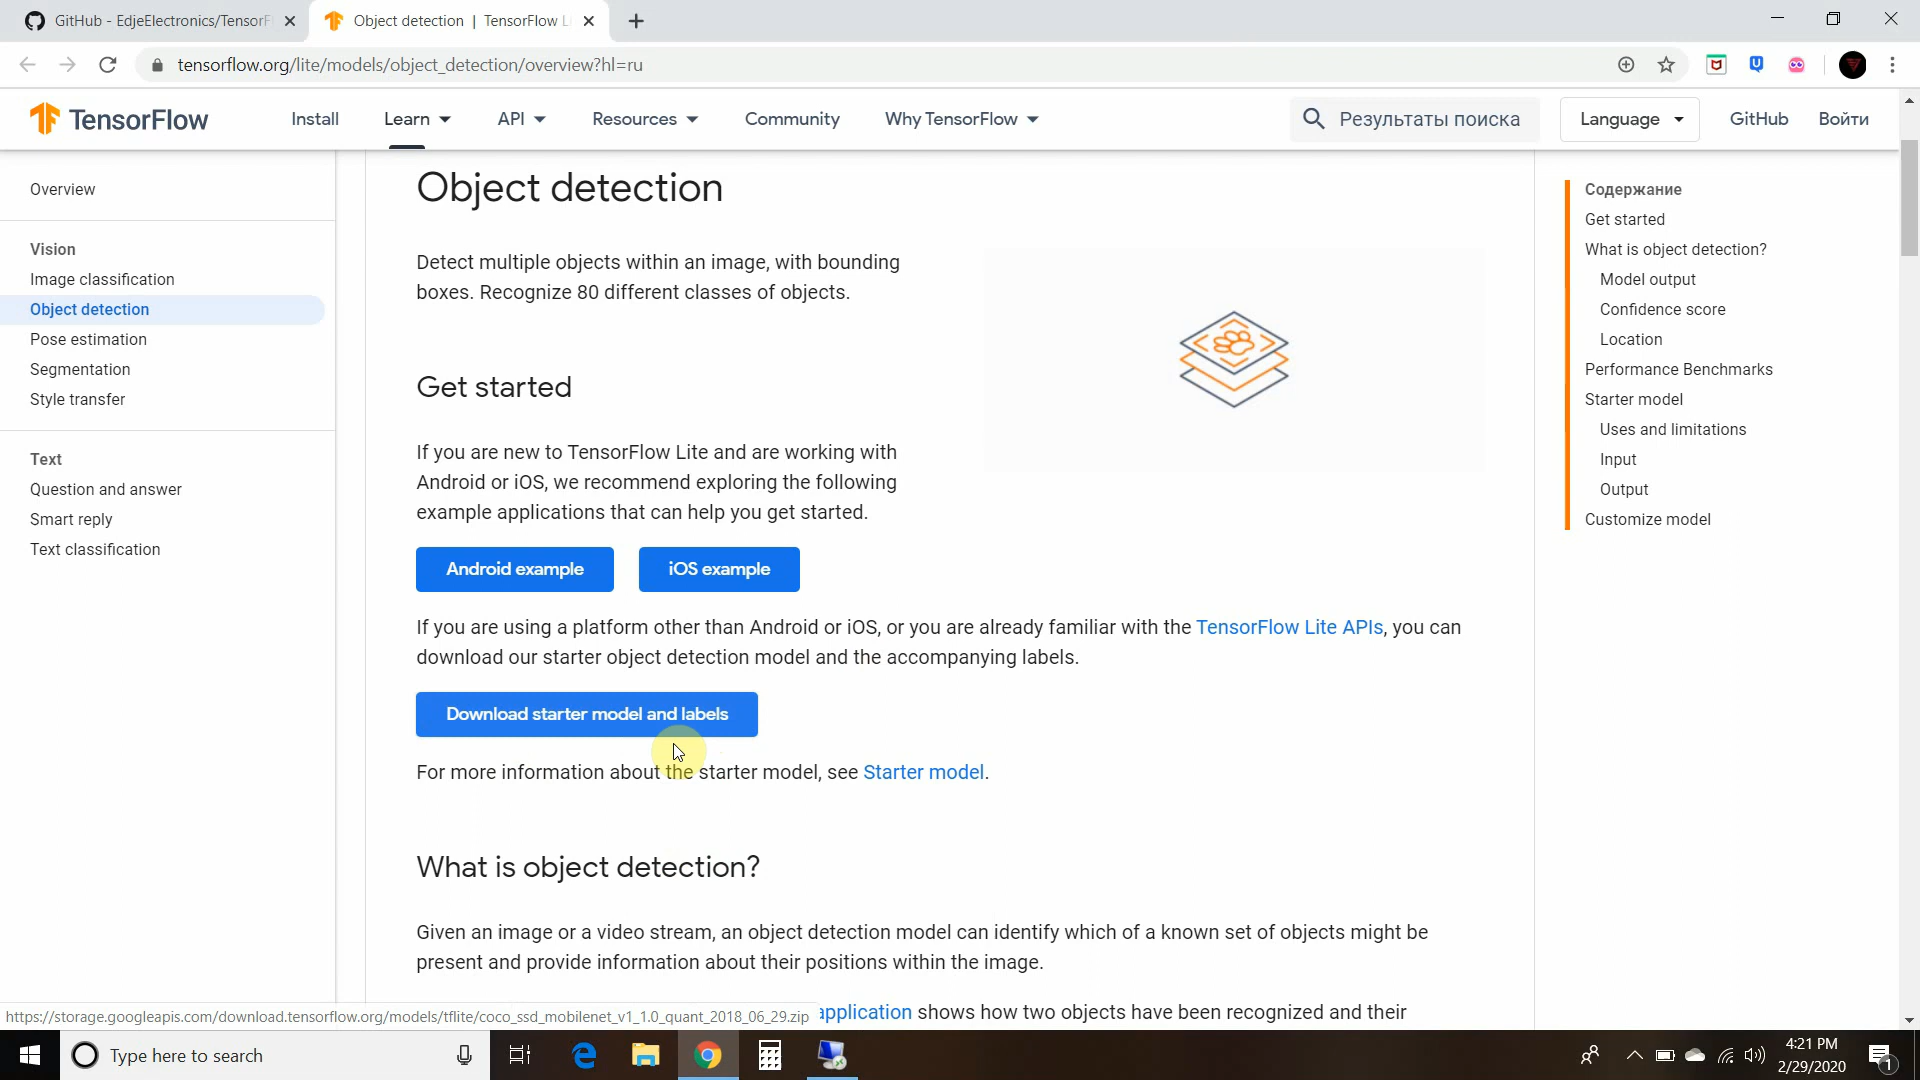 GitHub - EdjeElectronics/TensorF
Object detection | TensorFlow L
tensorflow.org/lite/models/object_detection/overview?hl=ru
TensorFlow
Install
Learn
API
Resources
Community
Why TensorFlow
Результаты поиска
Language
GitHub
Войти
Overview
Vision
Image classification
Object detection
Pose estimation
Segmentation
Style transfer
Text
Question and answer
Smart reply
Text classification
Object detection
Detect multiple objects within an image, with bounding
boxes. Recognize 80 different classes of objects.
Get started
If you are new to TensorFlow Lite and are working with
Android or iOS, we recommend exploring the following
example applications that can help you get started.
Android example
iOS example
If you are using a platform other than Android or iOS, or you are already familiar with the TensorFlow Lite APIs, you can
download our starter object detection model and the accompanying labels.
Download starter model and labels
For more information about the starter model, see Starter model.
What is object detection?
Given an image or a video stream, an object detection model can identify which of a known set of objects might be
present and provide information about their positions within the image.
application shows how two objects have been recognized and their
Содержание
Get started
What is object detection?
Model output
Confidence score
Location
Performance Benchmarks
Starter model
Uses and limitations
Input
Output
Customize model
https://storage.googleapis.com/download.tensorflow.org/models/tflite/coco_ssd_mobilenet_v1_1.0_quant_2018_06_29.zip
Type here to search
4:21 PM
2/29/2020
1